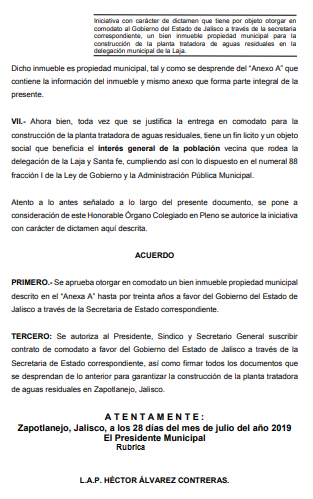 Iniciativa con carácter de dictamen que tiene por objeto otorgar en
comodato al Gobierno del Estado de Jalisco a través de la secretaria
correspondiente, un bien inmueble propiedad municipal para la
construcción de la planta tratadora de aguas residuales en la
delegación municipal de la Laja.
Dicho inmueble es propiedad municipal, tal y como se desprende del "Anexo A" que
contiene la información del inmueble y mismo anexo que forma parte integral de la
presente.
VII.- Ahora bien, toda vez que se justifica la entrega en comodato para la
construcción de la planta tratadora de aguas residuales, tiene un fin licito y un objeto
social que beneficia el interés general de la población vecina que rodea la
delegación de la Laja y Santa fe, cumpliendo así con lo dispuesto en el numeral 88
fracción I de la Ley de Gobierno y la Administración Pública Municipal.
Atento a lo antes señalado a lo largo del presente documento, se pone a
consideración de este Honorable Órgano Colegiado en Pleno se autorice la iniciativa
con carácter de dictamen aquí descrita.
ACUERDO
PRIMERO.- Se aprueba otorgar en comodato un bien inmueble propiedad municipal
descrito en el "Anexo A" hasta por treinta años a favor del Gobierno del Estado de
Jalisco a través de la Secretaria de Estado correspondiente.
TERCERO: Se autoriza al Presidente, Sindico y Secretario General suscribir
contrato de comodato a favor del Gobierno del Estado de Jalisco a través de la
Secretaria de Estado correspondiente, así como firmar todos los documentos que
se desprendan de lo anterior para garantizar la construcción de la planta tratadora
de aguas residuales en Zapotlanejo, Jalisco.
A T E N T A M E N T E :
Zapotlanejo, Jalisco, a los 28 días del mes de julio del año 2019
El Presidente Municipal
Rubrica
L.A.P. HÉCTOR ÁLVAREZ CONTRERAS.